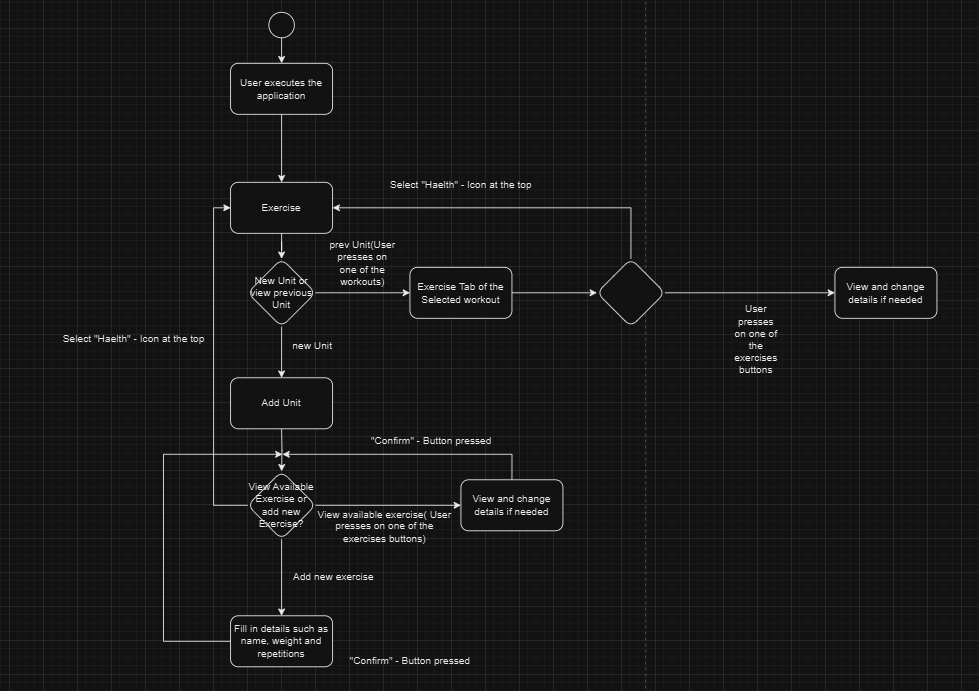 User executes the
application
Select "Haelth" - Icon at the top
Exercise
prev Unit(User
presses on
one of the
workouts)
New Unit or
view previous
Unit
Exercise Tab of the
Selected workout
View and change
details if needed
User
presses
on one of
the
exercises
buttons
Select "Haelth" - Icon at the top
new Unit
Add Unit
"Confirm" - Button pressed
View Available
Exercise or
add new
Exercise?
View available exercise( User
presses on one of the
exercises buttons)
View and change
details if needed
Add new exercise
Fill in details such as
name, weight and
repetitions
"Confirm" - Button pressed